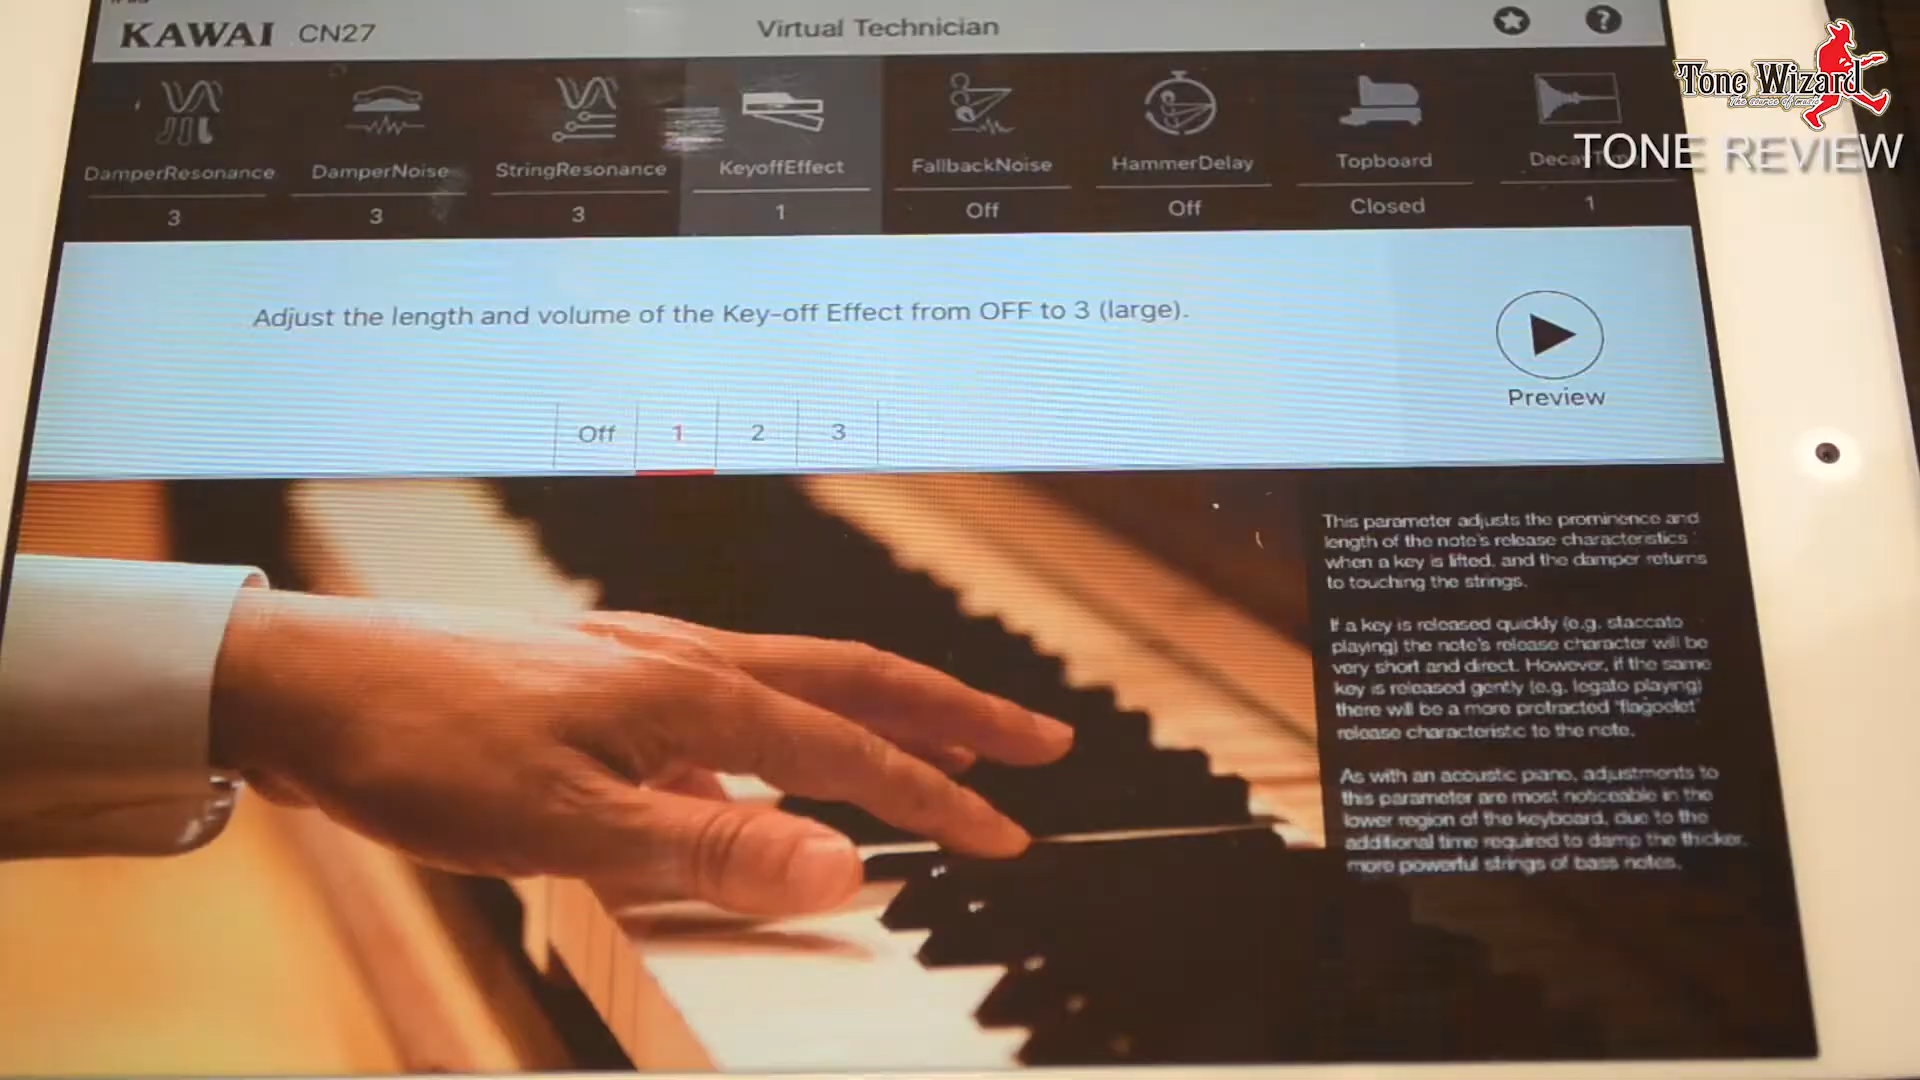 KAWAI CN27
Virtual Technician
Tone Wizard
The source of music
TONE REVIEW
DamperResonance
DamperNoise
StringResonance
KeyoffEffect
FallbackNoise
HammerDelay
Topboard
3
3
3
1
Off
Off
Closed
1
Adjust the length and volume of the Key-off Effect from OFF to 3 (large).
Preview
Off 1 2 3
This parameter adjusts the prominence and
length of the note's release characteristics
when a key is lifted, and the damper returns
to touching the strings.
If a key is released quickly (e.g. staccato
playing) the note's release character will be
very short and direct. However, if the same
key is released gently (e.g. legato playing)
there will be a more protracted "flageolet"
release characteristic to the note.
As with an acoustic piano, adjustments to
this parameter are most noticeable in the
lower region of the keyboard, due to the
additional time required to damp the thicker,
more powerful strings of bass notes.